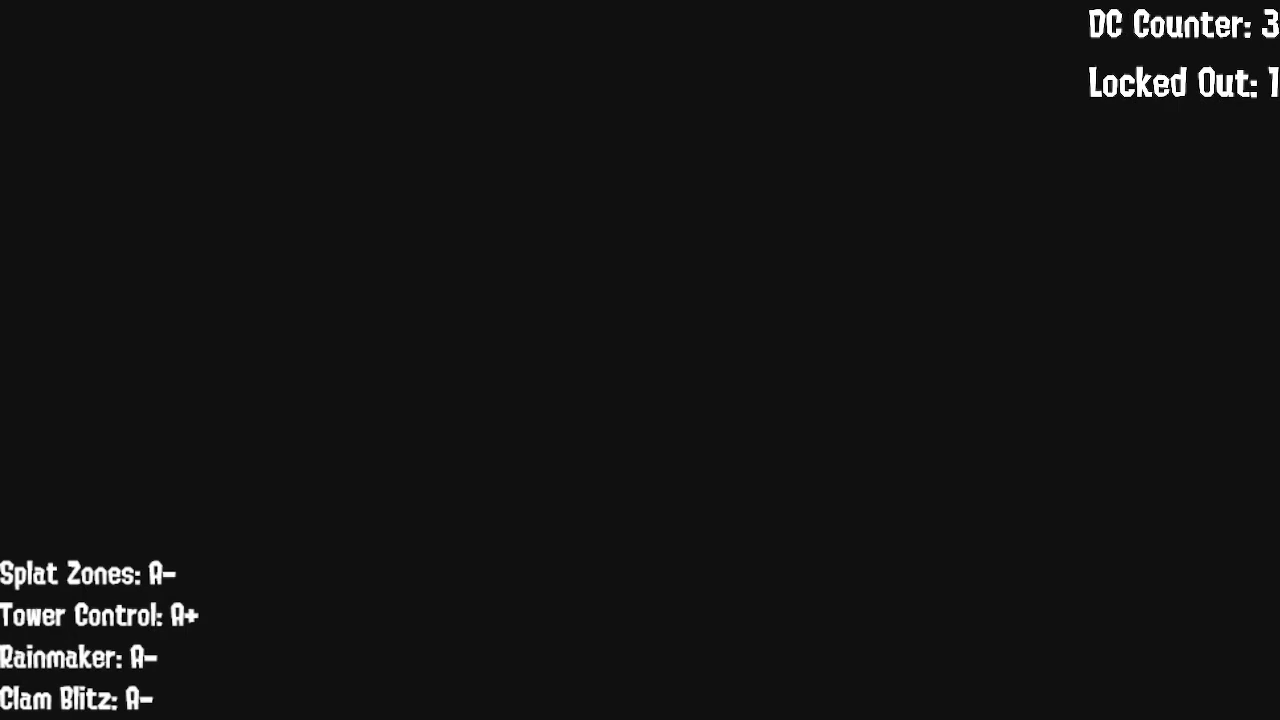 DC Counter: 3
Locked Out: 1
Splat Zones: A-
Tower Control: A+
Rainmaker: A-
Clam Blitz: A-